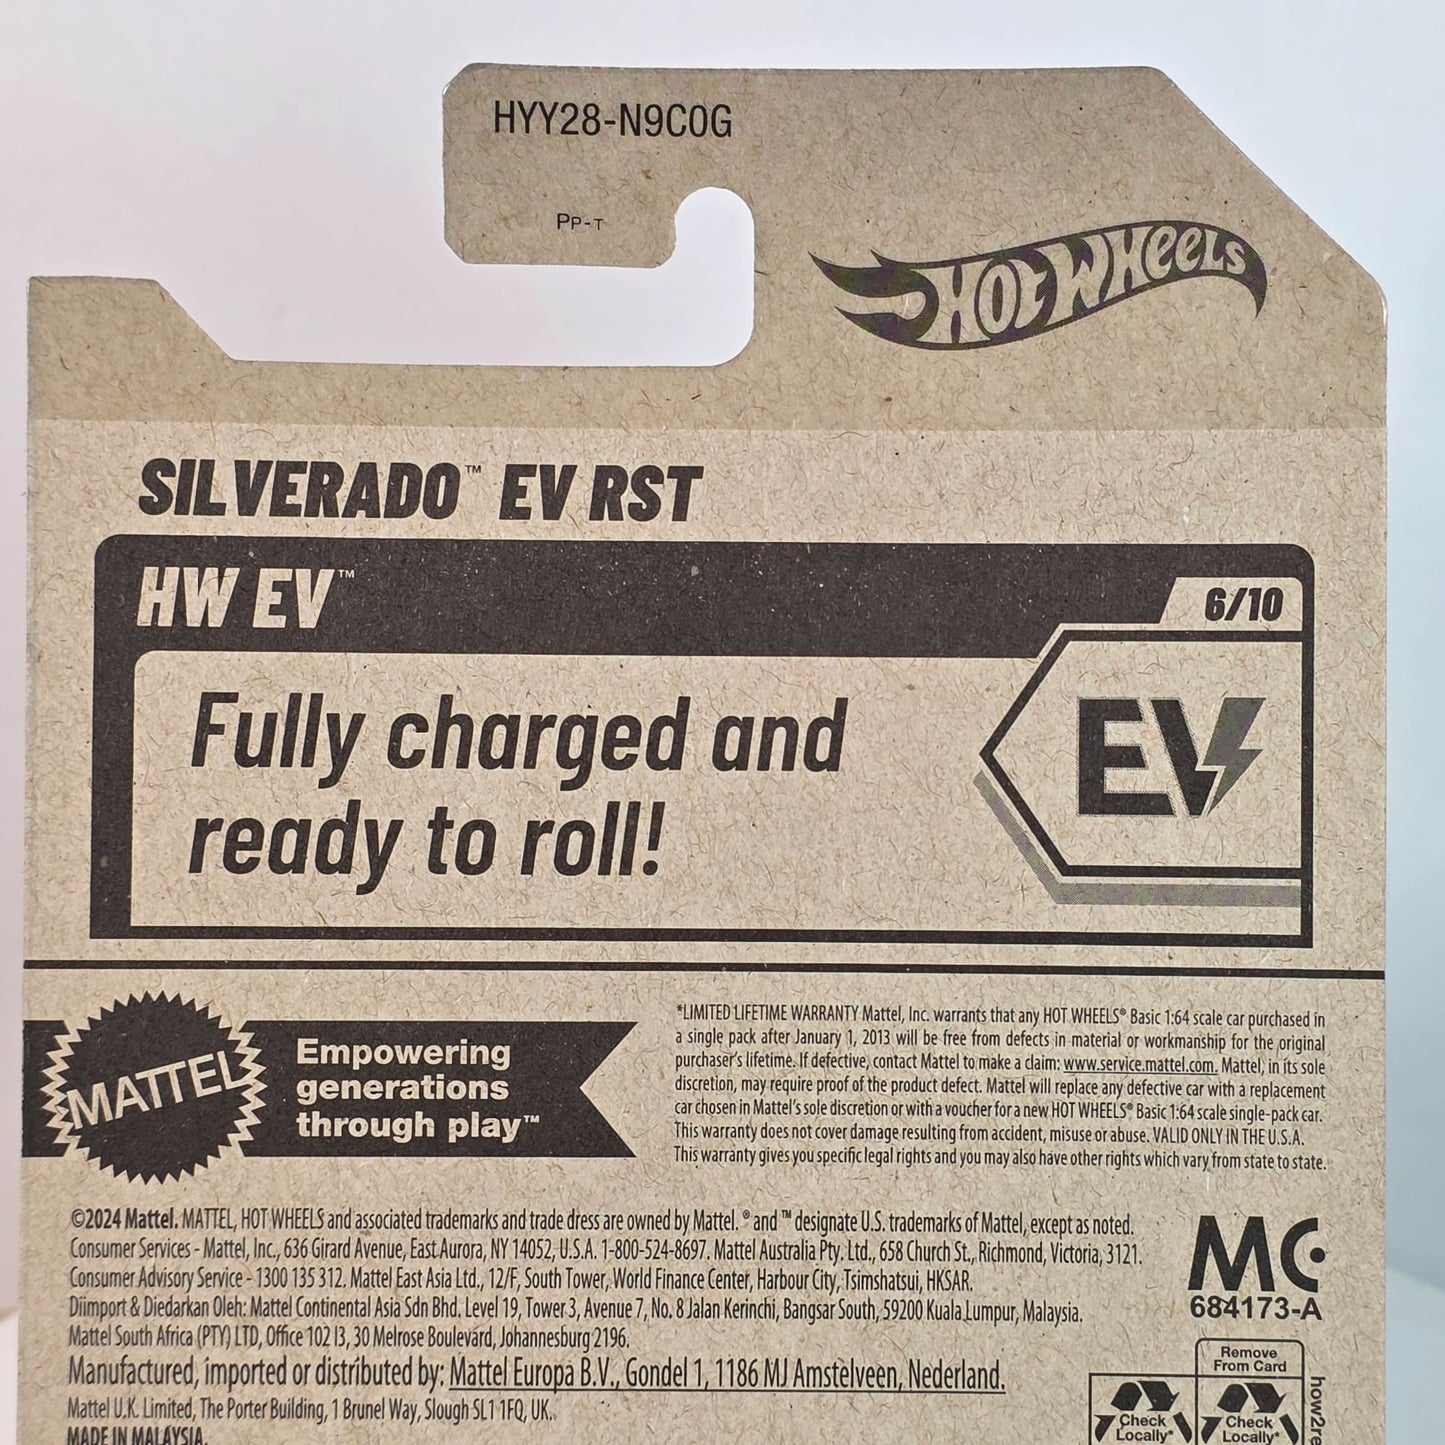 HYY28-N9C0G
PP-T
HOT WHEELS
SILVERADO™ EV RST
HW EV™
6/10
Fully charged and
ready to roll!
EV
MATTEL
Empowering
generations
through play™
*LIMITED LIFETIME WARRANTY Mattel, Inc. warrants that any HOT WHEELS® Basic 1:64 scale car purchased in
a single pack after January 1, 2013 will be free from defects in material or workmanship for the original
purchaser's lifetime. If defective, contact Mattel to make a claim: www.service.mattel.com. Mattel, in its sole
discretion, may require proof of the product defect. Mattel will replace any defective car with a replacement
car chosen in Mattel's sole discretion or with a voucher for a new HOT WHEELS® Basic 1:64 scale single-pack car.
This warranty does not cover damage resulting from accident, misuse or abuse. VALID ONLY IN THE U.S.A.
This warranty gives you specific legal rights and you may also have other rights which vary from state to state.
©2024 Mattel. MATTEL, HOT WHEELS and associated trademarks and trade dress are owned by Mattel. ® and ™ designate U.S. trademarks of Mattel, except as noted.
Consumer Services - Mattel, Inc., 636 Girard Avenue, East Aurora, NY 14052, U.S.A. 1-800-524-8697. Mattel Australia Pty. Ltd., 658 Church St., Richmond, Victoria, 3121.
Consumer Advisory Service - 1300 135 312. Mattel East Asia Ltd., 12/F, South Tower, World Finance Center, Harbour City, Tsimshatsui, HKSAR.
Diimport & Diedarkan Oleh: Mattel Continental Asia Sdn Bhd. Level 19, Tower 3, Avenue 7, No. 8 Jalan Kerinchi, Bangsar South, 59200 Kuala Lumpur, Malaysia.
Mattel South Africa (PTY) LTD, Office 102 I3, 30 Melrose Boulevard, Johannesburg 2196.
Manufactured, imported or distributed by: Mattel Europa B.V., Gondel 1, 1186 MJ Amstelveen, Nederland.
Mattel U.K. Limited, The Porter Building, 1 Brunel Way, Slough SL1 1FQ, UK.
MADE IN MALAYSIA.
MC
684173-A
Remove
From Card
Check
Locally*
Check
Locally*
how2re